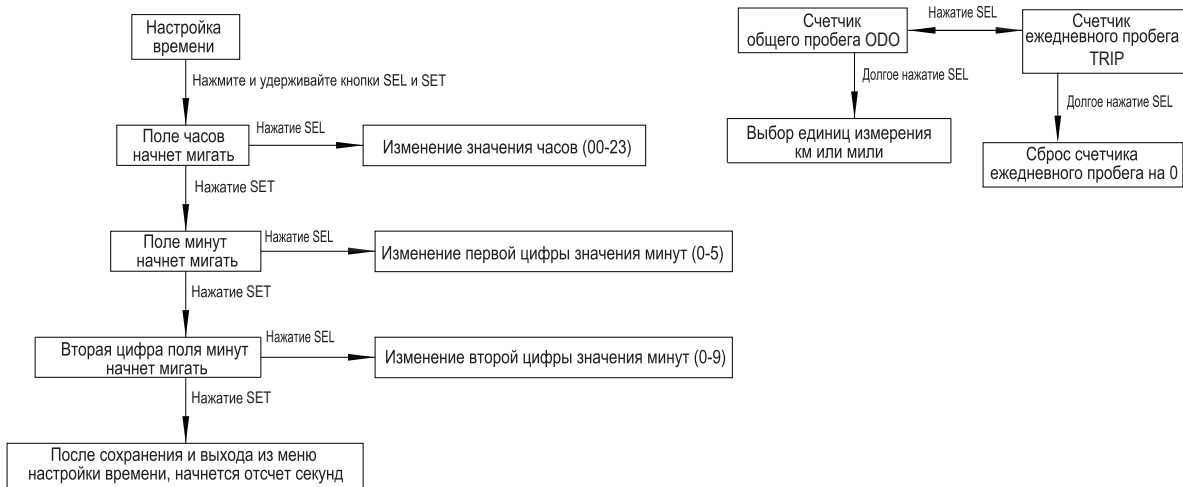 Настройка
времени
Нажмите и удерживайте кнопки SEL и SET
Поле часов
начнет мигать
Нажатие SEL
Изменение значения часов (00-23)
Нажатие SET
Поле минут
начнет мигать
Нажатие SEL
Изменение первой цифры значения минут (0-5)
Нажатие SET
Вторая цифра поля минут
начнет мигать
Нажатие SEL
Изменение второй цифры значения минут (0-9)
Нажатие SET
После сохранения и выхода из меню
настройки времени, начнется отсчет секунд
Счетчик
общего пробега ODO
Нажатие SEL
Счетчик
ежедневного пробега
TRIP
Долгое нажатие SEL
Выбор единиц измерения
км или мили
Долгое нажатие SEL
Сброс счетчика
ежедневного пробега на 0